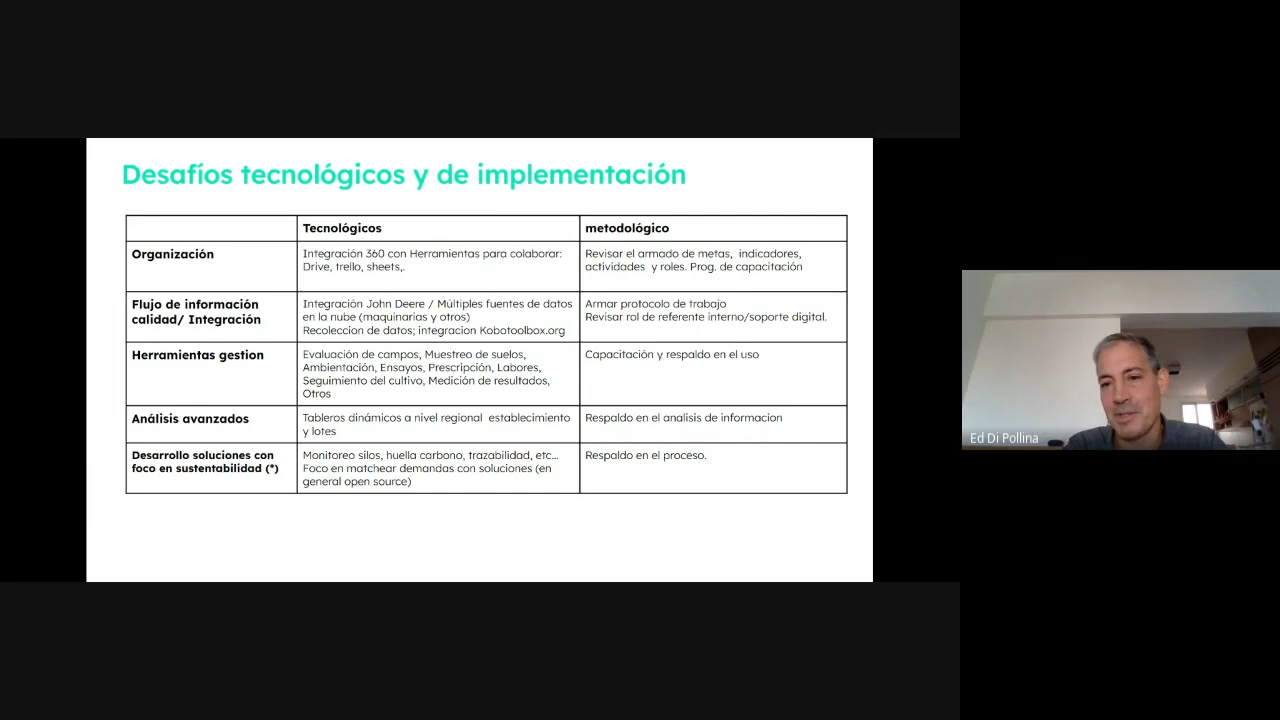 Desafíos tecnológicos y de implementación
Tecnológicos
metodológico
Organización
Integración 360 con Herramientas para colaborar:
Drive, trello, sheets,.
Revisar el armado de metas,  indicadores,
actividades  y roles. Prog. de capacitación
Flujo de información
calidad/ Integración
Integración John Deere / Múltiples fuentes de datos
en la nube (maquinarias y otros)
Recoleccion de datos; integracion Kobotoolbox.org
Armar protocolo de trabajo
Revisar rol de referente interno/soporte digital.
Herramientas gestion
Evaluación de campos, Muestreo de suelos,
Ambientación, Ensayos, Prescripción, Labores,
Seguimiento del cultivo, Medición de resultados,
Otros
Capacitación y respaldo en el uso
Análisis avanzados
Tableros dinámicos a nivel regional  establecimiento
y lotes
Respaldo en el analisis de informacion
Desarrollo soluciones con
foco en sustentabilidad (*)
Monitoreo silos, huella carbono, trazabilidad, etc...
Foco en matchear demandas con soluciones (en
general open source)
Respaldo en el proceso.
Ed Di Pollina